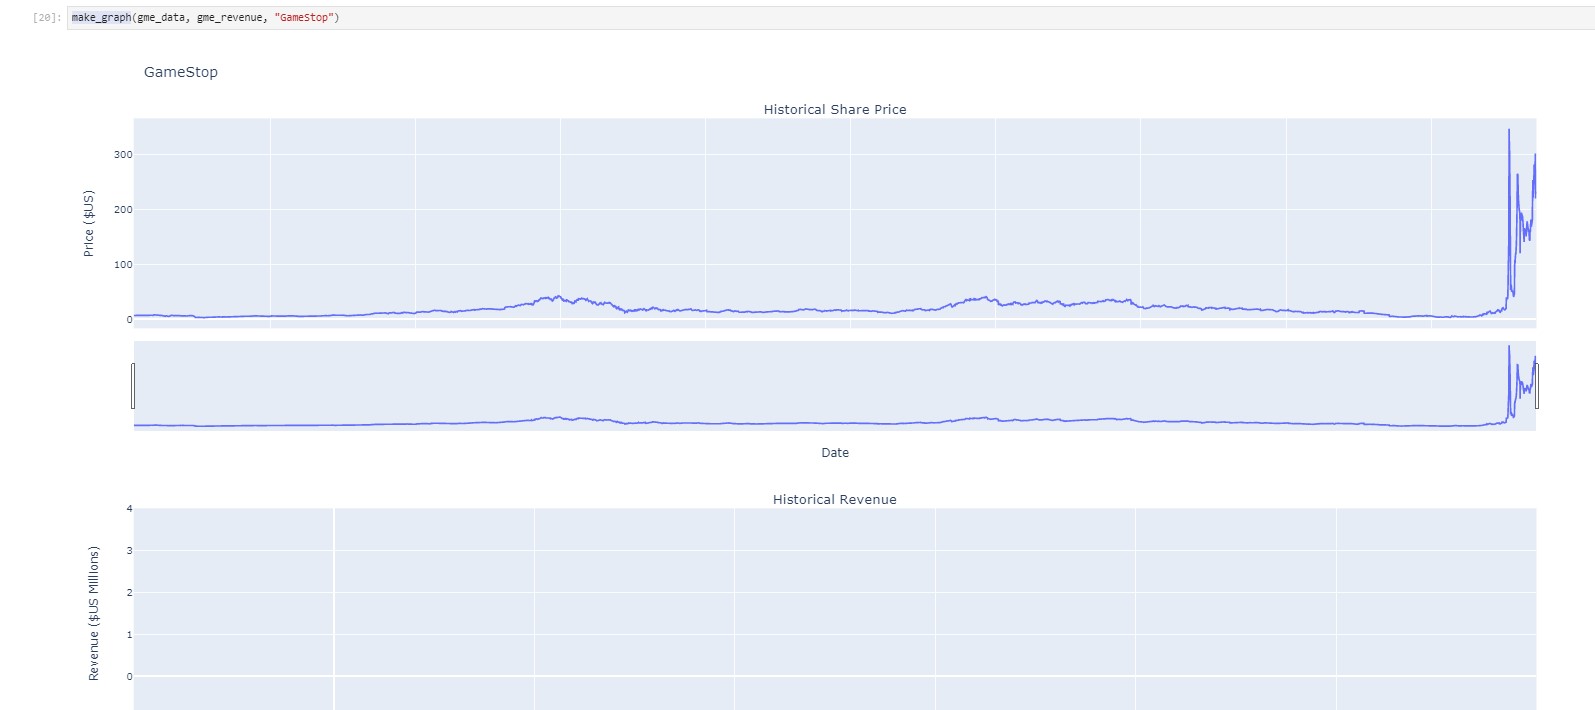 [20]: make_graph(gme_data, gme_revenue, "GameStop")
GameStop
Historical Share Price
300
200
100
0
Price ($US)
Date
Historical Revenue
4
3
2
1
0
Revenue ($US Millions)